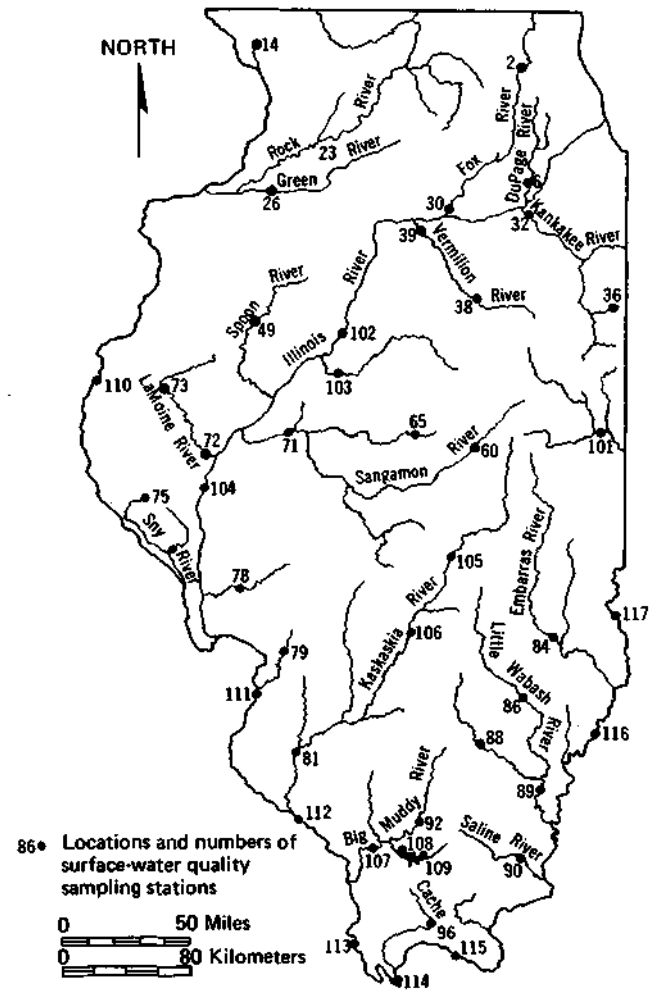 NORTH
14
2
River
Rock
River
River
River
23
Green
26
Fox
DuPage
30
32
Kankakee
River
39
Vermilion
River
38
36
River
Spoon
River
49
Illinois
102
103
110
73
LaMoine River
72
71
65
River
60
101
Sangamon
104
75
Sny
River
78
105
River
Kaskaskia
106
Embarras River
Little
117
84
79
111
Wabash
86
River
88
116
81
89
112
River
Muddy
Big
92
108
107
109
Saline
River
90
Cache
96
113
115
114
86 Locations and numbers of
surface-water quality
sampling stations
0 50 Miles
0 80 Kilometers